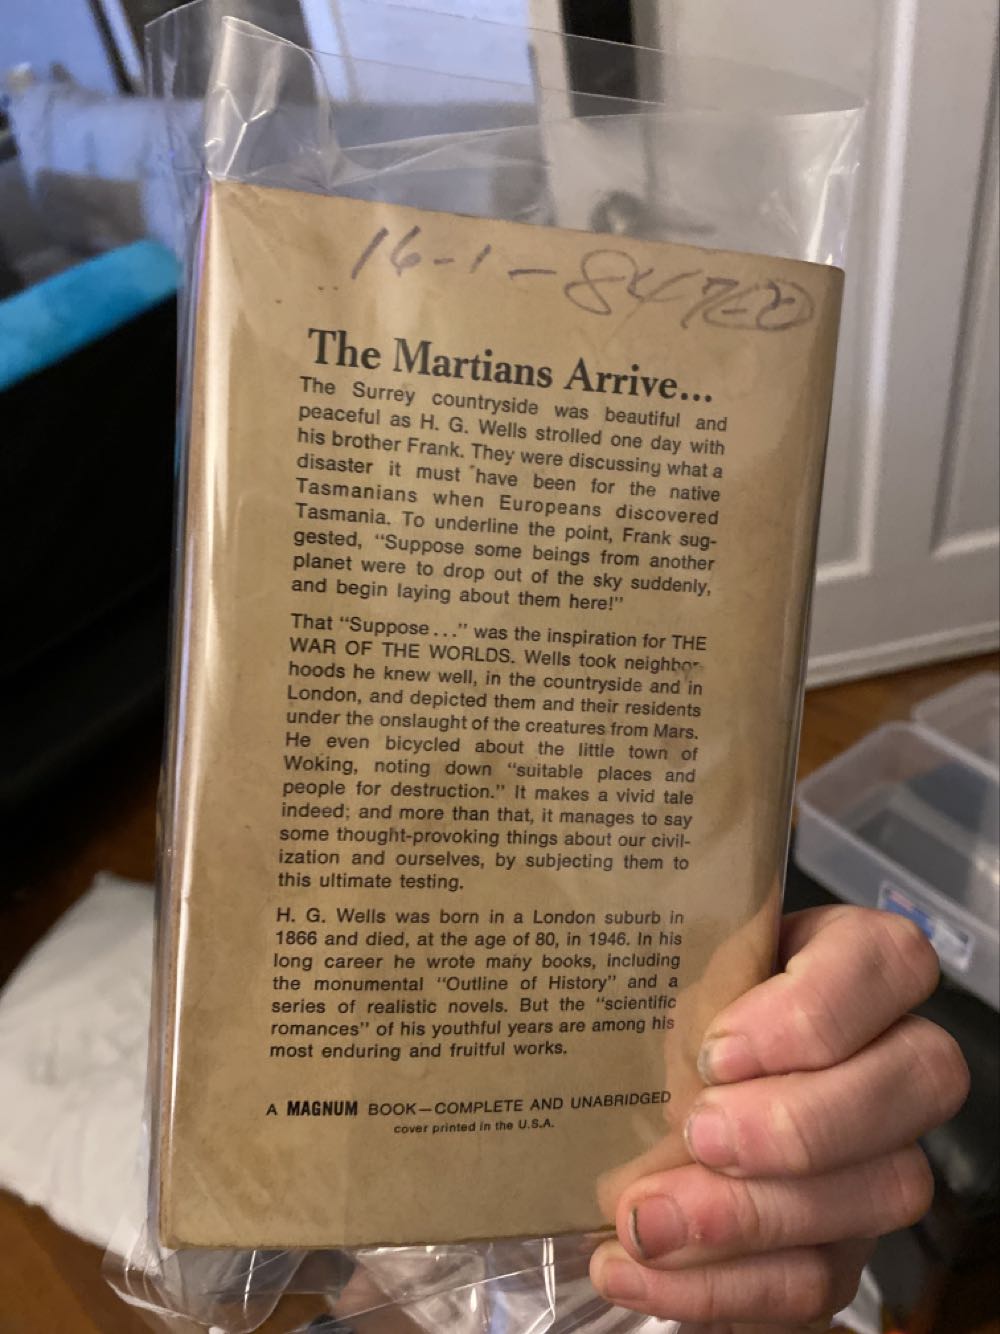 16-1-847
The Martians Arrive...
The Surrey countryside was beautiful and
peaceful as H. G. Wells strolled one day with
his brother Frank. They were discussing what a
disaster it must have been for the native
Tasmanians when Europeans discovered
Tasmania. To underline the point, Frank sug-
gested, "Suppose some beings from another
planet were to drop out of the sky suddenly,
and begin laying about them here!"
That "Suppose..." was the inspiration for THE
WAR OF THE WORLDS. Wells took neighbor-
hoods he knew well, in the countryside and in
London, and depicted them and their residents
under the onslaught of the creatures from Mars.
He even bicycled about the little town of
Woking, noting down "suitable places and
people for destruction." It makes a vivid tale
indeed; and more than that, it manages to say
some thought-provoking things about our civil-
ization and ourselves, by subjecting them to
this ultimate testing.
H. G. Wells was born in a London suburb in
1866 and died, at the age of 80, in 1946. In his
long career he wrote many books, including
the monumental "Outline of History" and a
series of realistic novels. But the "scientific
romances" of his youthful years are among his
most enduring and fruitful works.
A MAGNUM BOOK—COMPLETE AND UNABRIDGED
cover printed in the U.S.A.